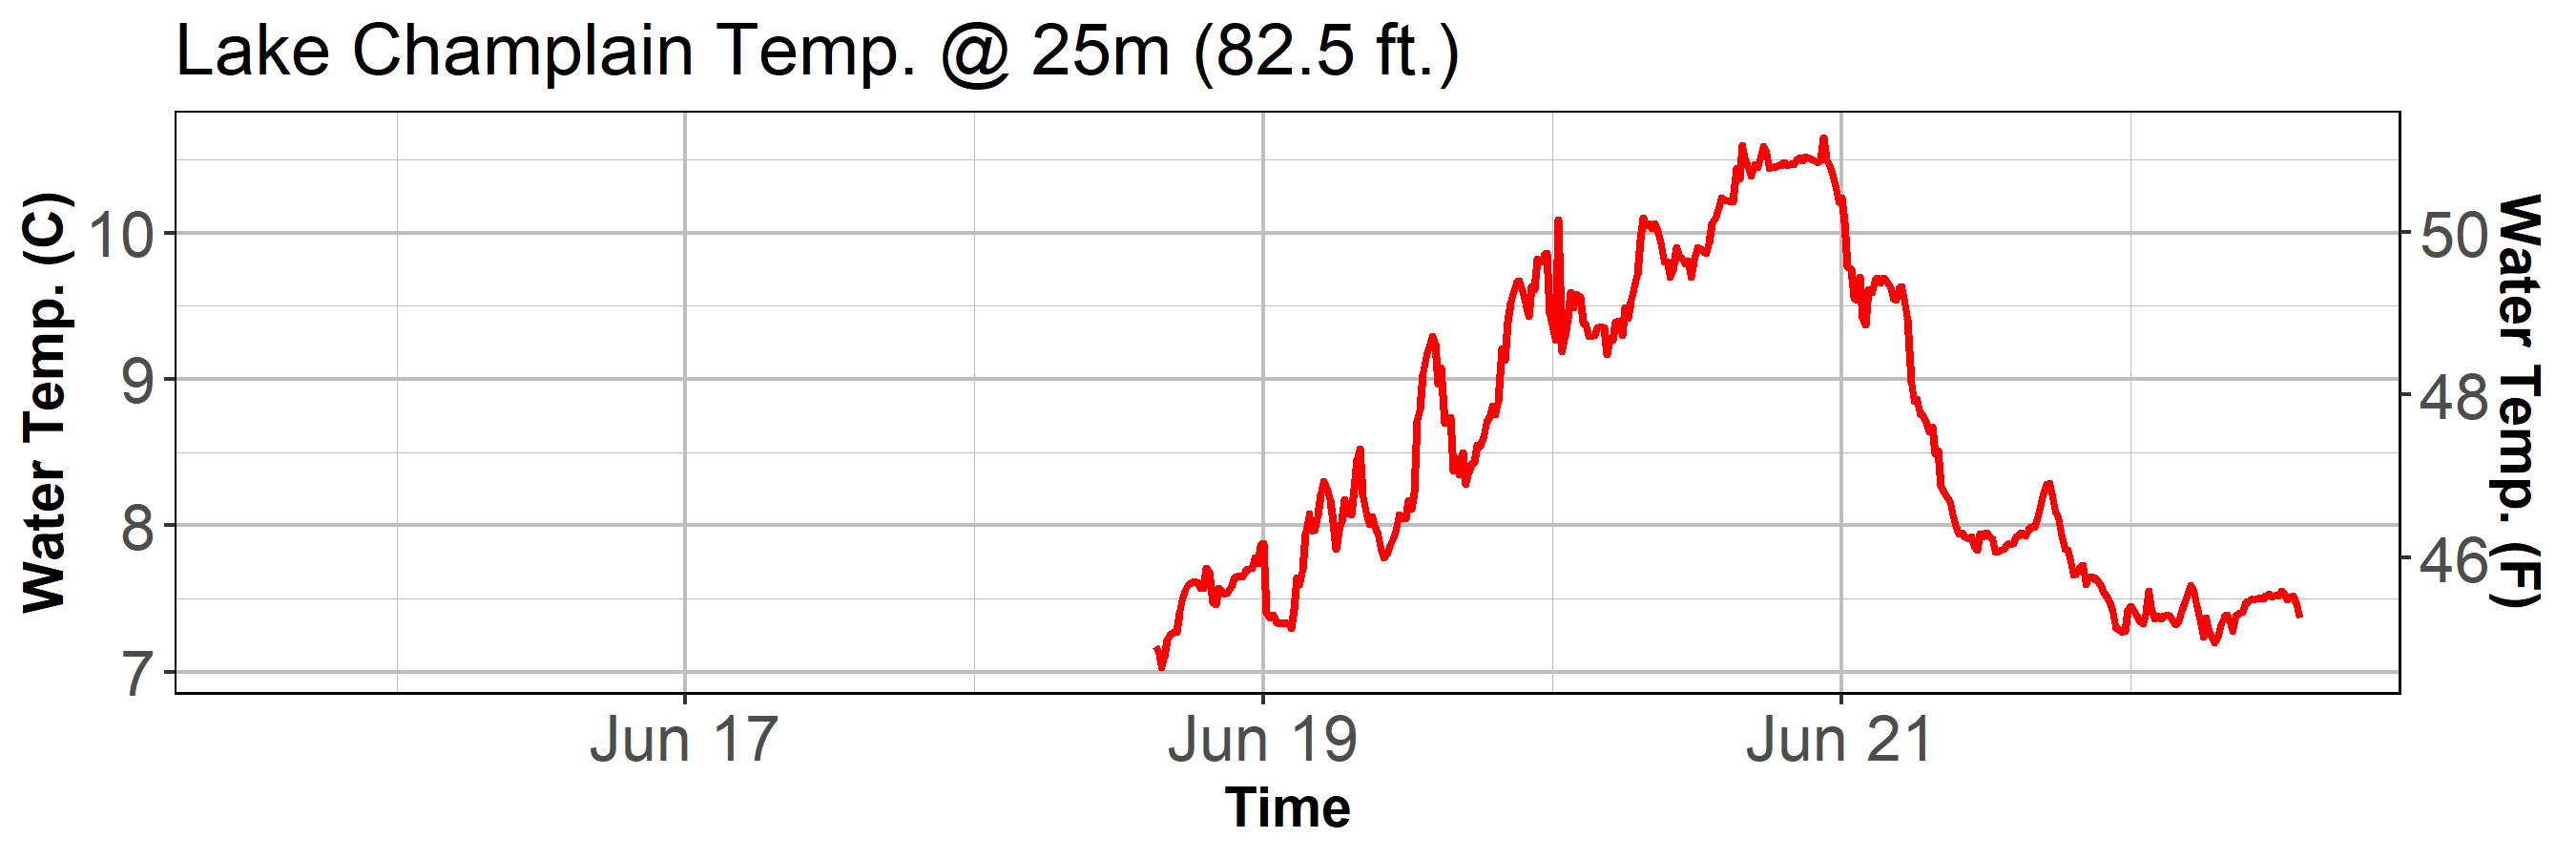 Lake Champlain Temp. @ 25m (82.5 ft.)
Water Temp. (C)
10
9
8
7
50
48
46
Water Temp. (F)
Jun 17
Jun 19
Jun 21
Time